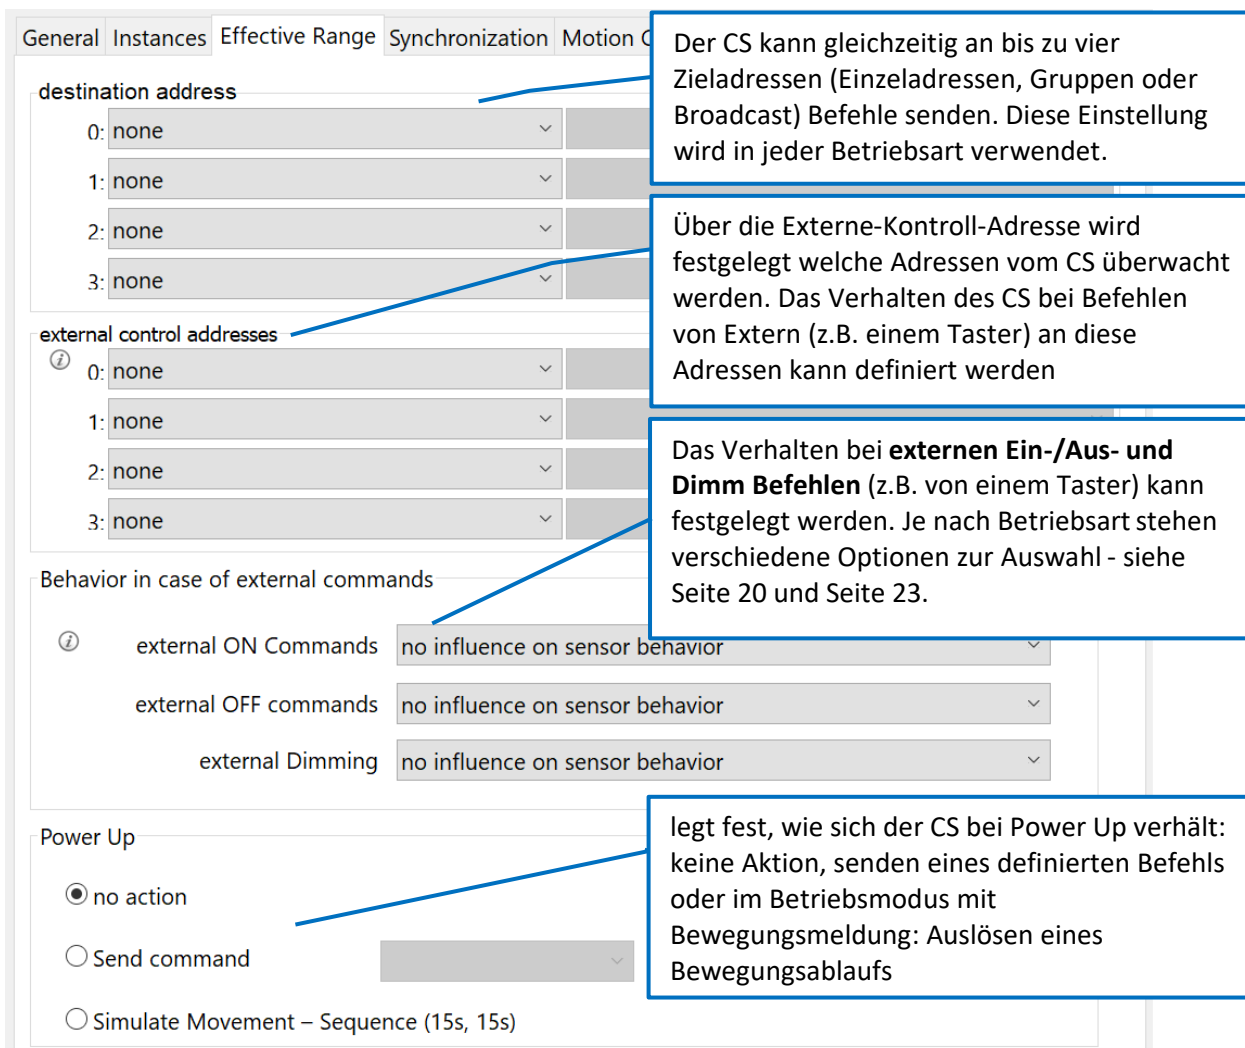 General Instances Effective Range Synchronization Motion
destination address
0: none
1: none
2: none
3: none
Der CS kann gleichzeitig an bis zu vier
Zieladressen (Einzeladressen, Gruppen oder
Broadcast) Befehle senden. Diese Einstellung
wird in jeder Betriebsart verwendet.
external control addresses
0: none
1: none
2: none
3: none
Über die Externe-Kontroll-Adresse wird
festgelegt welche Adressen vom CS überwacht
werden. Das Verhalten des CS bei Befehlen
von Extern (z.B. einem Taster) an diese
Adressen kann definiert werden
Behavior in case of external commands
external ON Commands no influence on sensor behavior
external OFF commands no influence on sensor behavior
external Dimming no influence on sensor behavior
Das Verhalten bei externen Ein-/Aus- und
Dimm Befehlen (z.B. von einem Taster) kann
festgelegt werden. Je nach Betriebsart stehen
verschiedene Optionen zur Auswahl - siehe
Seite 20 und Seite 23.
Power Up
no action
Send command
Simulate Movement – Sequence (15s, 15s)
legt fest, wie sich der CS bei Power Up verhält:
keine Aktion, senden eines definierten Befehls
oder im Betriebsmodus mit
Bewegungsmeldung: Auslösen eines
Bewegungsablaufs